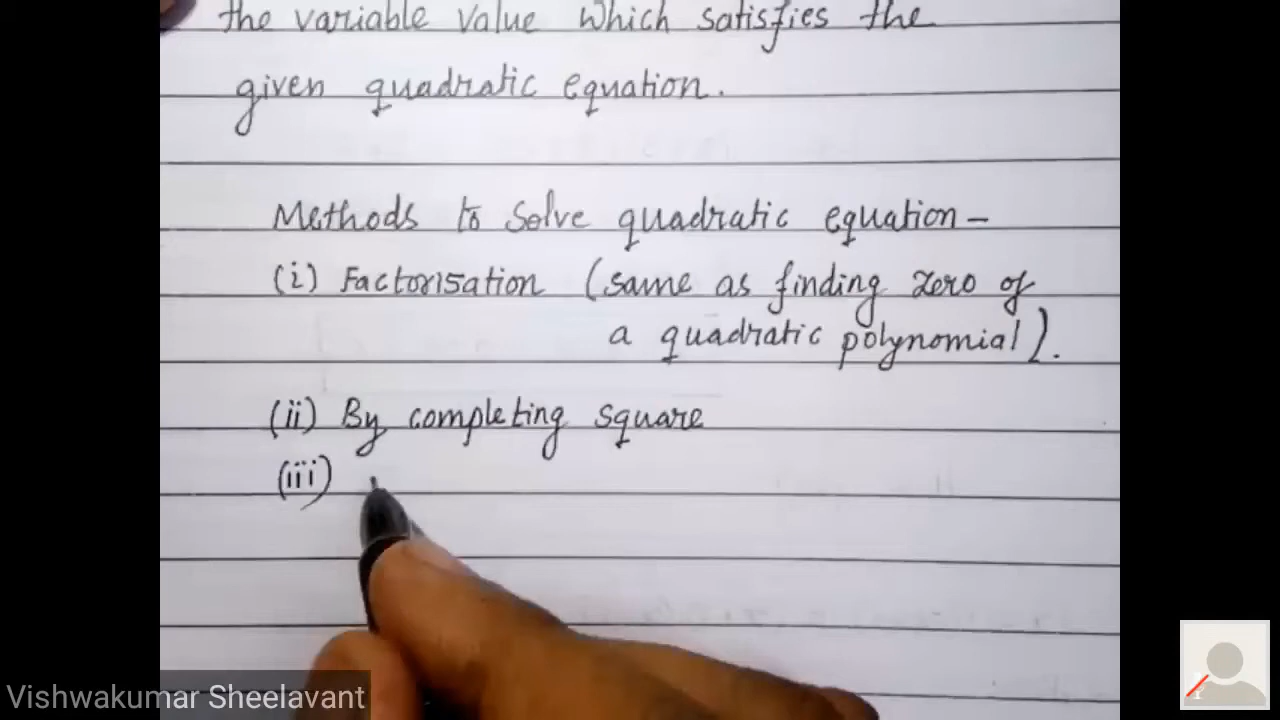 the variable value which satisfies the
given quadratic equation.
Methods to Solve quadratic equation-
(i) Factorisation (same as finding zero of
a quadratic polynomial).
(ii) By completing square
(iii)
Vishwakumar Sheelavant